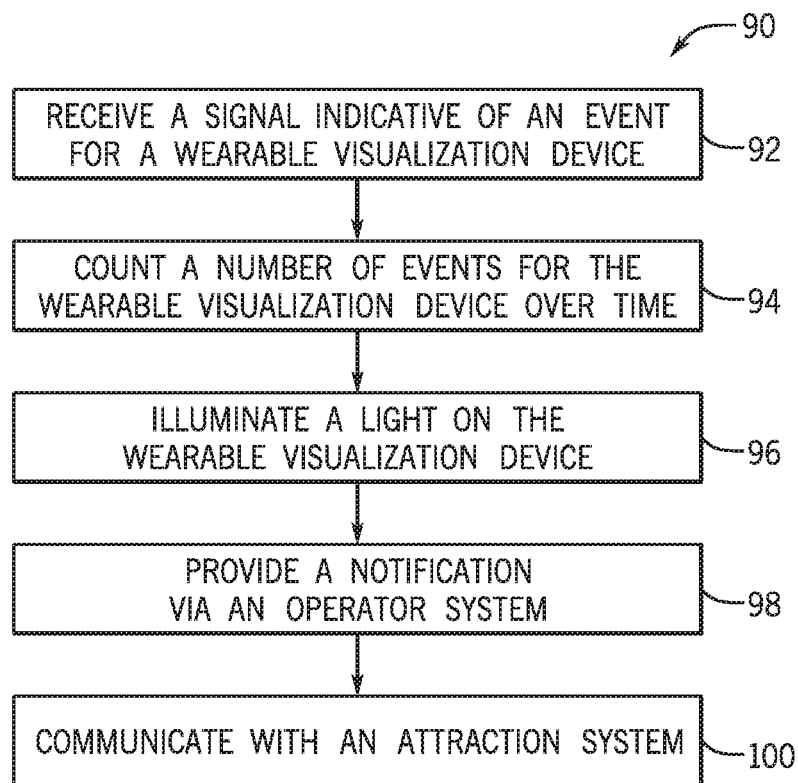 90
RECEIVE A SIGNAL INDICATIVE OF AN EVENT
FOR A WEARABLE VISUALIZATION DEVICE
92
COUNT A NUMBER OF EVENTS FOR THE
WEARABLE VISUALIZATION DEVICE OVER TIME
94
ILLUMINATE A LIGHT ON THE
WEARABLE VISUALIZATION DEVICE
96
PROVIDE A NOTIFICATION
VIA AN OPERATOR SYSTEM
98
COMMUNICATE WITH AN ATTRACTION SYSTEM
100